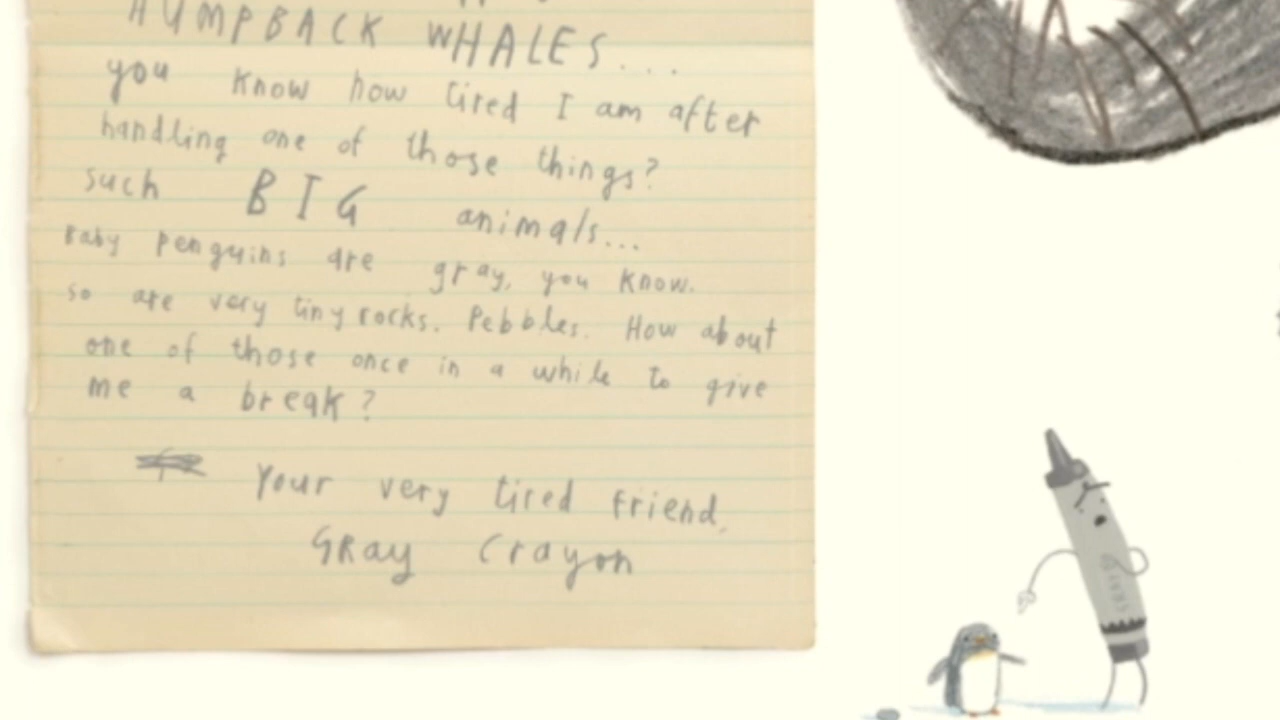 HUMPBACK WHALES...
you know how tired I am after
handling one of those things?
such BIG animals...
Baby penguins are gray, you know.
so are very tiny rocks. Pebbles. How about
one of those once in a while to give
me a break?
Your very tired friend,
Gray Crayon